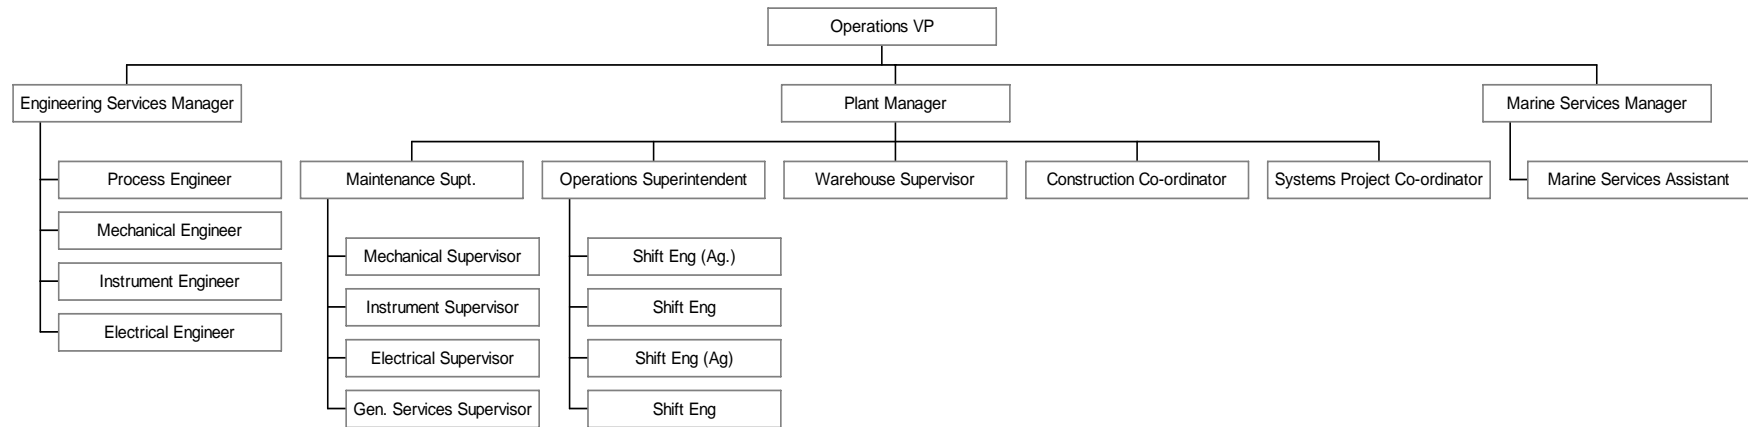 Operations VP
Engineering Services Manager
Plant Manager
Marine Services Manager
Process Engineer
Maintenance Supt.
Operations Superintendent
Warehouse Supervisor
Construction Co-ordinator
Systems Project Co-ordinator
Marine Services Assistant
Mechanical Engineer
Mechanical Supervisor
Shift Eng (Ag.)
Instrument Engineer
Instrument Supervisor
Shift Eng
Electrical Engineer
Electrical Supervisor
Shift Eng (Ag)
Gen. Services Supervisor
Shift Eng